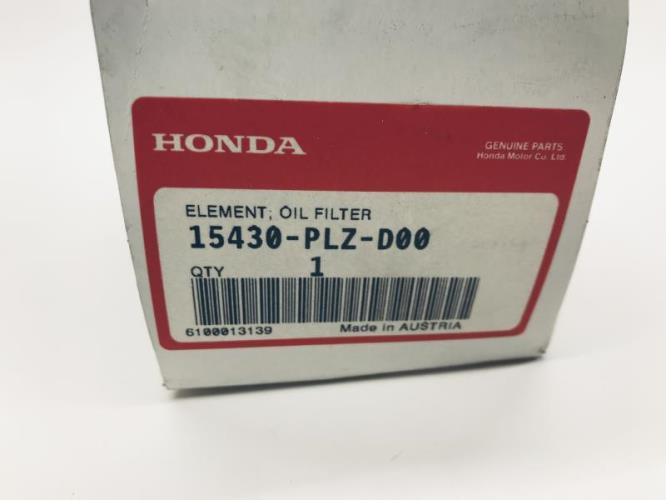 HONDA
GENUINE PARTS
Honda Motor Co. Ltd.
ELEMENT; OIL FILTER
15430-PLZ-D00
QTY 1
6100013139 Made in AUSTRIA